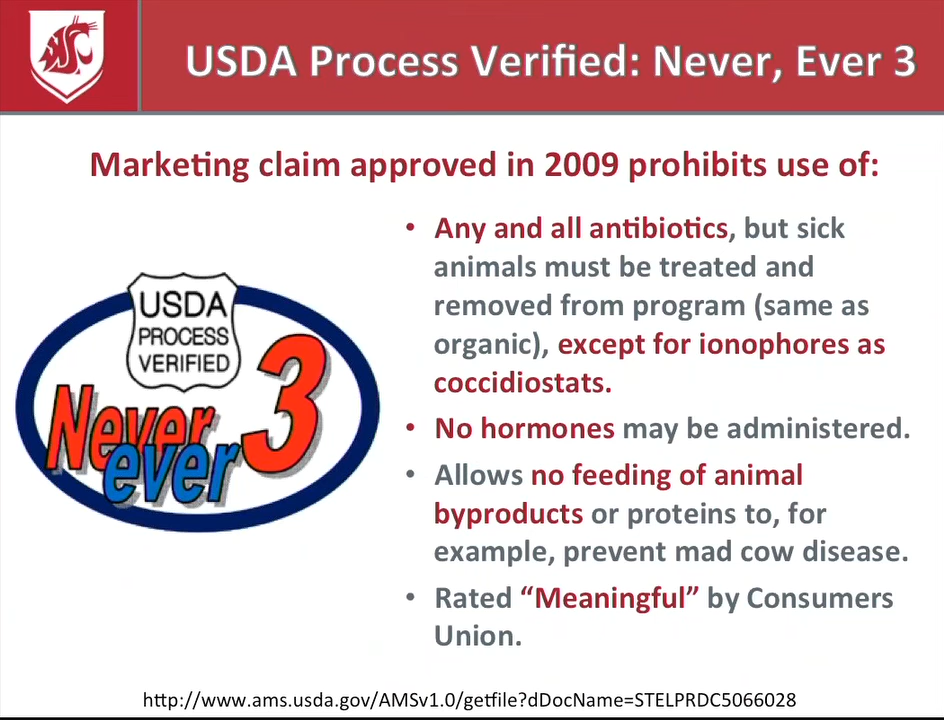 USDA Process Verified: Never, Ever 3
Marketing claim approved in 2009 prohibits use of:
USDA
PROCESS
VERIFIED
Never
ever
3
• Any and all antibiotics, but sick
animals must be treated and
removed from program (same as
organic), except for ionophores as
coccidiostats.
• No hormones may be administered.
• Allows no feeding of animal
byproducts or proteins to, for
example, prevent mad cow disease.
• Rated “Meaningful” by Consumers
Union.
http://www.ams.usda.gov/AMSv1.0/getfile?dDocName=STELPRDC5066028